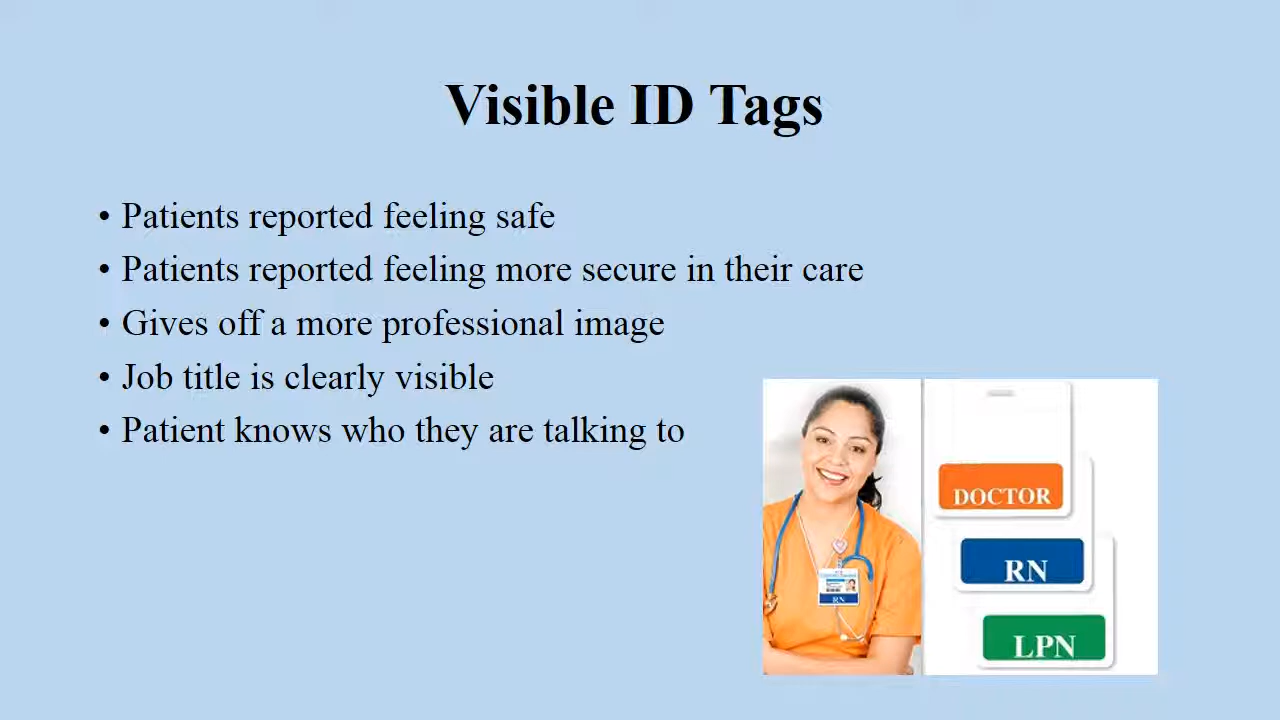 Visible ID Tags
• Patients reported feeling safe
• Patients reported feeling more secure in their care
• Gives off a more professional image
• Job title is clearly visible
• Patient knows who they are talking to
DOCTOR
RN
LPN
RN